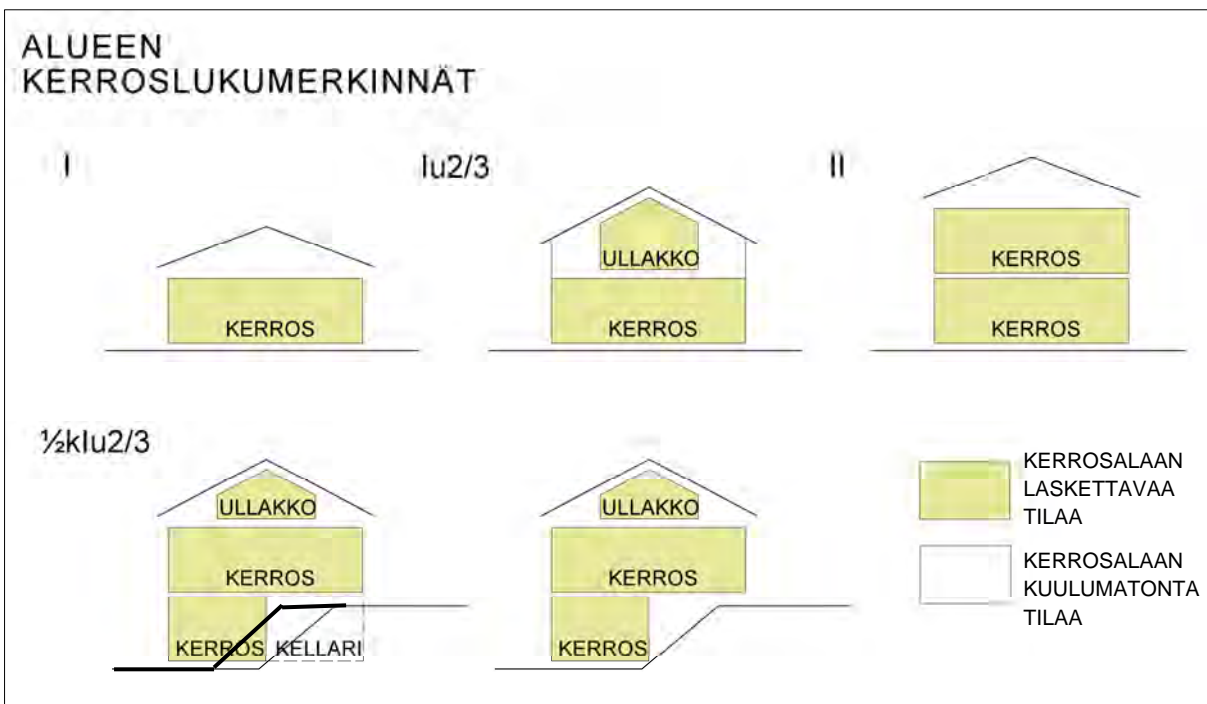 ALUEEN
KERROSLUKUMERKINNÄT
I
Iu2/3
II
KERROS
ULLAKKO
KERROS
KERROS
KERROS
½kIu2/3
ULLAKKO
KERROS
KERROS
KELLARI
ULLAKKO
KERROS
KERROS
KERROSALAAN
LASKETTAVAA
TILAA
KERROSALAAN
KUULUMATONTA
TILAA